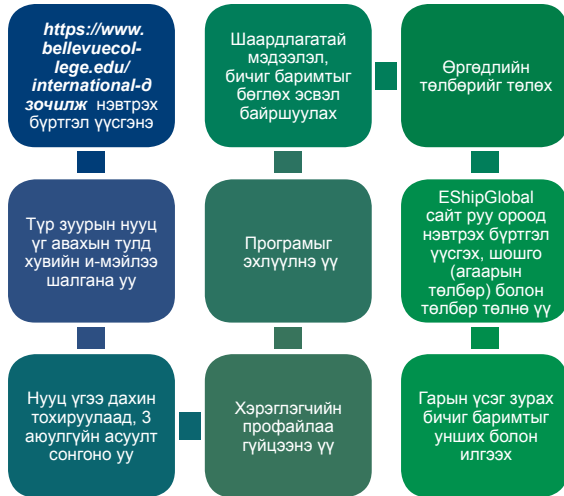 https://www.
bellevuecol-
lege.edu/
international-д
зочилж нэвтрэх
бүртгэл үүсгэнэ
Түр зуурын нууц
үг авахын тулд
хувийн и-мэйлээ
шалгана уу
Нууц үгээ дахин
тохируулаад, 3
аюулгүйн асуулт
сонгоно уу
Хэрэглэгчийн
профайлаа
гүйцээнэ үү
Програмыг
эхлүүлнэ үү
Шаардлагатай
мэдээлэл,
бичиг баримтыг
бөглөх эсвэл
байршуулах
Өргөдлийн
төлбөрийг төлөх
EShipGlobal
сайт руу ороод
нэвтрэх бүртгэл
үүсгэх, шошго
(агаарын
төлбөр) болон
төлбөр төлнө үү
Гарын үсэг зурах
бичиг баримтыг
унших болон
илгээх